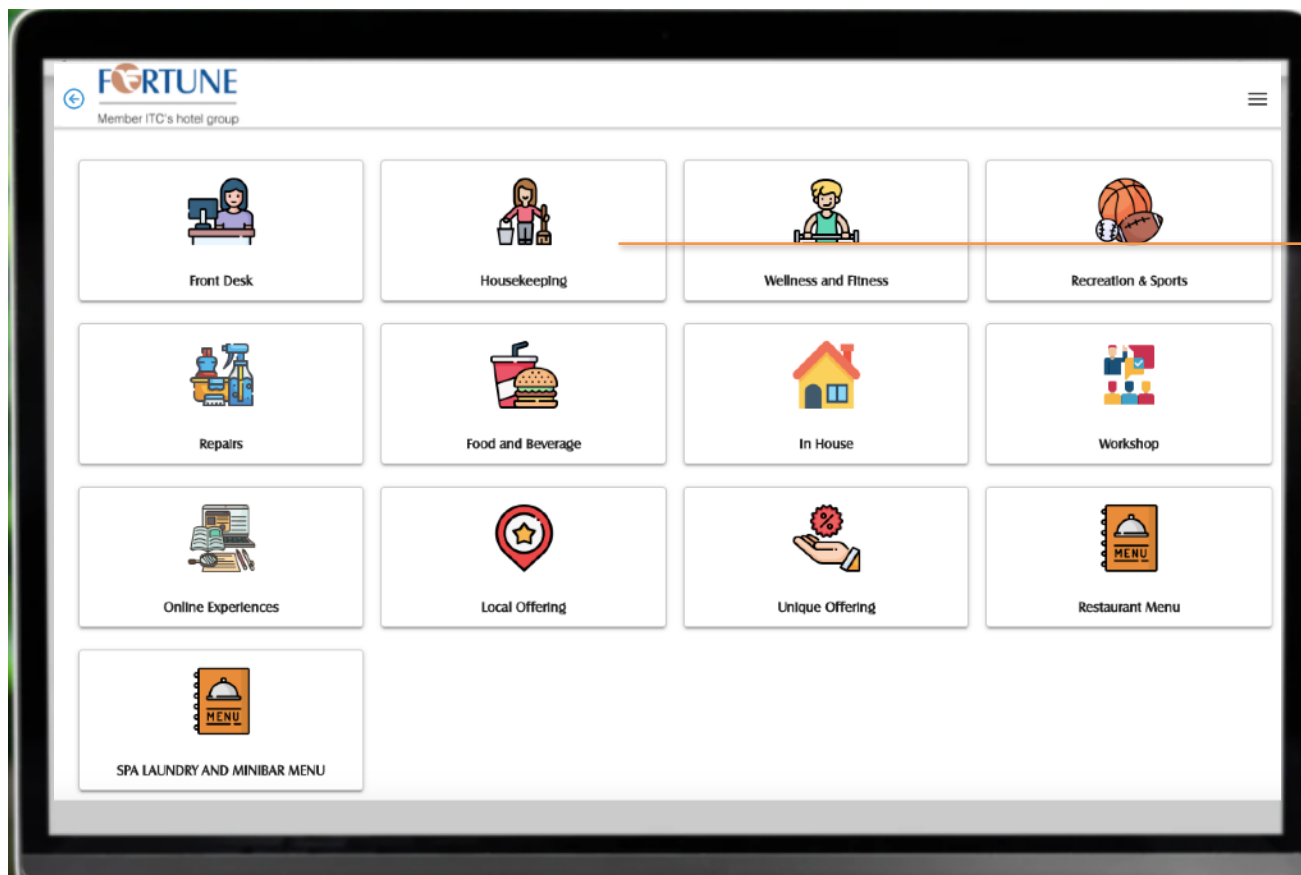 FORTUNE
Member ITC's hotel group
Front Desk
Housekeeping
Wellness and Fitness
Recreation & Sports
Repairs
Food and Beverage
In House
Workshop
Online Experiences
Local Offering
Unique Offering
MENU
Restaurant Menu
MENU
SPA LAUNDRY AND MINIBAR MENU